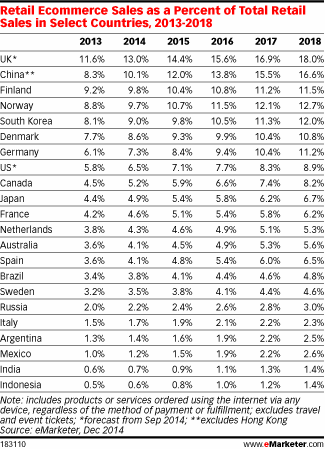 Retail Ecommerce Sales as a Percent of Total Retail
Sales in Select Countries, 2013-2018
2013 2014 2015 2016 2017 2018
UK* 11.6% 13.0% 14.4% 15.6% 16.9% 18.0%
China** 8.3% 10.1% 12.0% 13.8% 15.5% 16.6%
Finland 9.2% 9.8% 10.4% 10.8% 11.2% 11.5%
Norway 8.8% 9.7% 10.7% 11.5% 12.1% 12.7%
South Korea 8.1% 9.0% 9.8% 10.5% 11.3% 12.0%
Denmark 7.7% 8.6% 9.3% 9.9% 10.4% 10.8%
Germany 6.1% 7.3% 8.4% 9.4% 10.4% 11.2%
US* 5.8% 6.5% 7.1% 7.7% 8.3% 8.9%
Canada 4.5% 5.2% 5.9% 6.6% 7.4% 8.2%
Japan 4.4% 4.9% 5.4% 5.8% 6.2% 6.7%
France 4.2% 4.6% 5.1% 5.4% 5.8% 6.2%
Netherlands 3.8% 4.3% 4.6% 4.9% 5.1% 5.3%
Australia 3.6% 4.1% 4.5% 4.9% 5.3% 5.6%
Spain 3.6% 4.1% 4.8% 5.4% 6.0% 6.5%
Brazil 3.4% 3.8% 4.1% 4.4% 4.6% 4.8%
Sweden 3.2% 3.5% 3.8% 4.1% 4.4% 4.6%
Russia 2.0% 2.2% 2.4% 2.6% 2.8% 3.0%
Italy 1.5% 1.7% 1.9% 2.1% 2.2% 2.3%
Argentina 1.3% 1.4% 1.6% 1.9% 2.2% 2.5%
Mexico 1.0% 1.2% 1.5% 1.9% 2.2% 2.6%
India 0.6% 0.7% 0.9% 1.1% 1.3% 1.4%
Indonesia 0.5% 0.6% 0.8% 1.0% 1.2% 1.4%
Note: includes products or services ordered using the internet via any
device, regardless of the method of payment or fulfillment; excludes travel
and event tickets; *forecast from Sep 2014; **excludes Hong Kong
Source: eMarketer, Dec 2014
183110 www.eMarketer.com